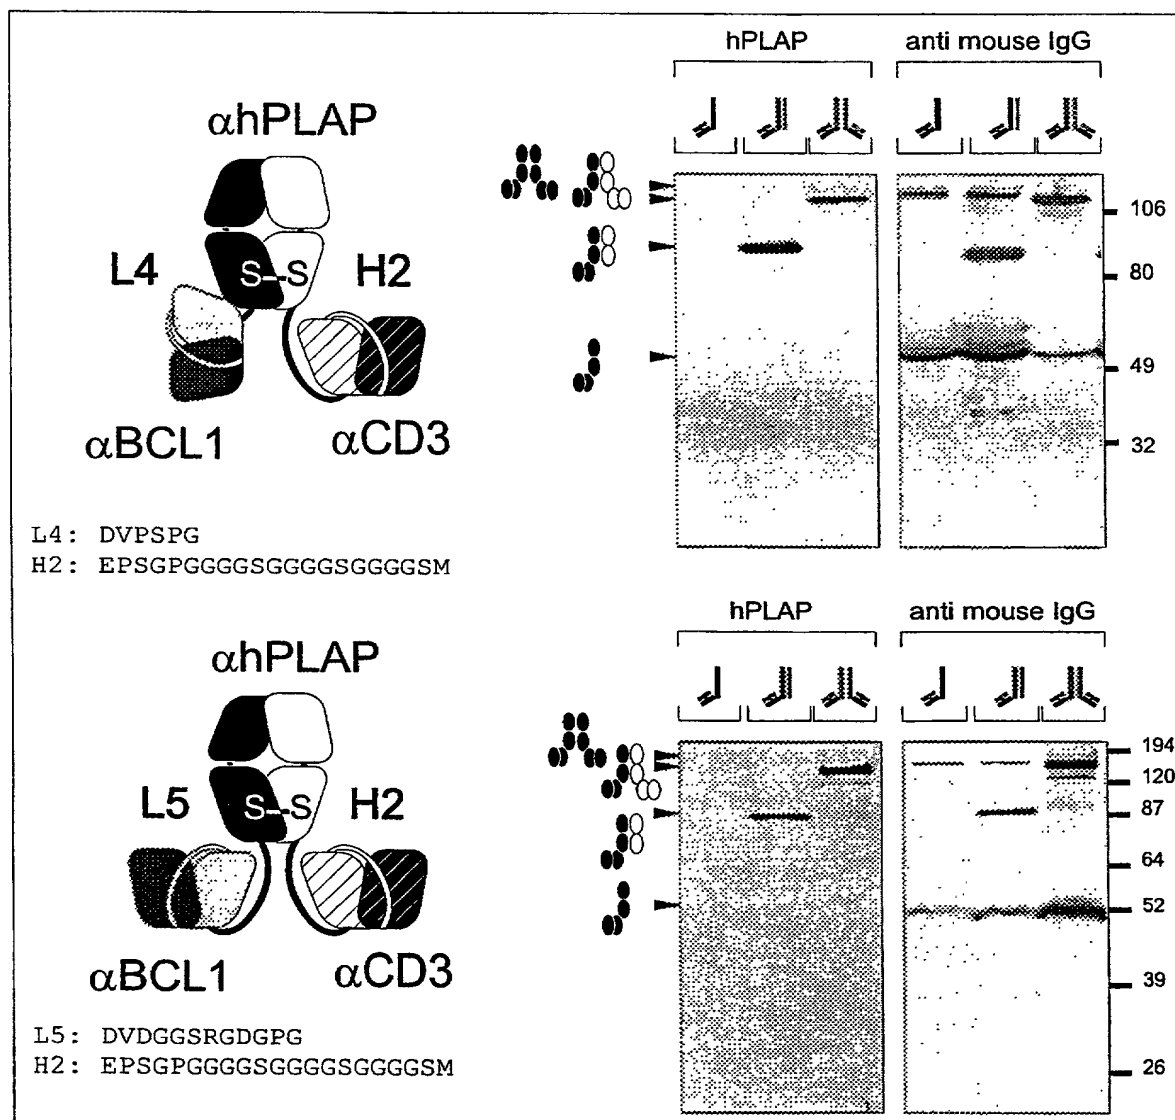 hPLAP
anti mouse IgG
αhPLAP
L4
S--S
H2
αBCL1
αCD3
106
80
49
32
L4: DVPSPG
H2: EPSGPGGGGSGGGGSGGGGSM
hPLAP
anti mouse IgG
αhPLAP
L5
S--S
H2
αBCL1
αCD3
194
120
87
64
52
39
26
L5: DVDGGSRGDGPG
H2: EPSGPGGGGSGGGGSGGGGSM